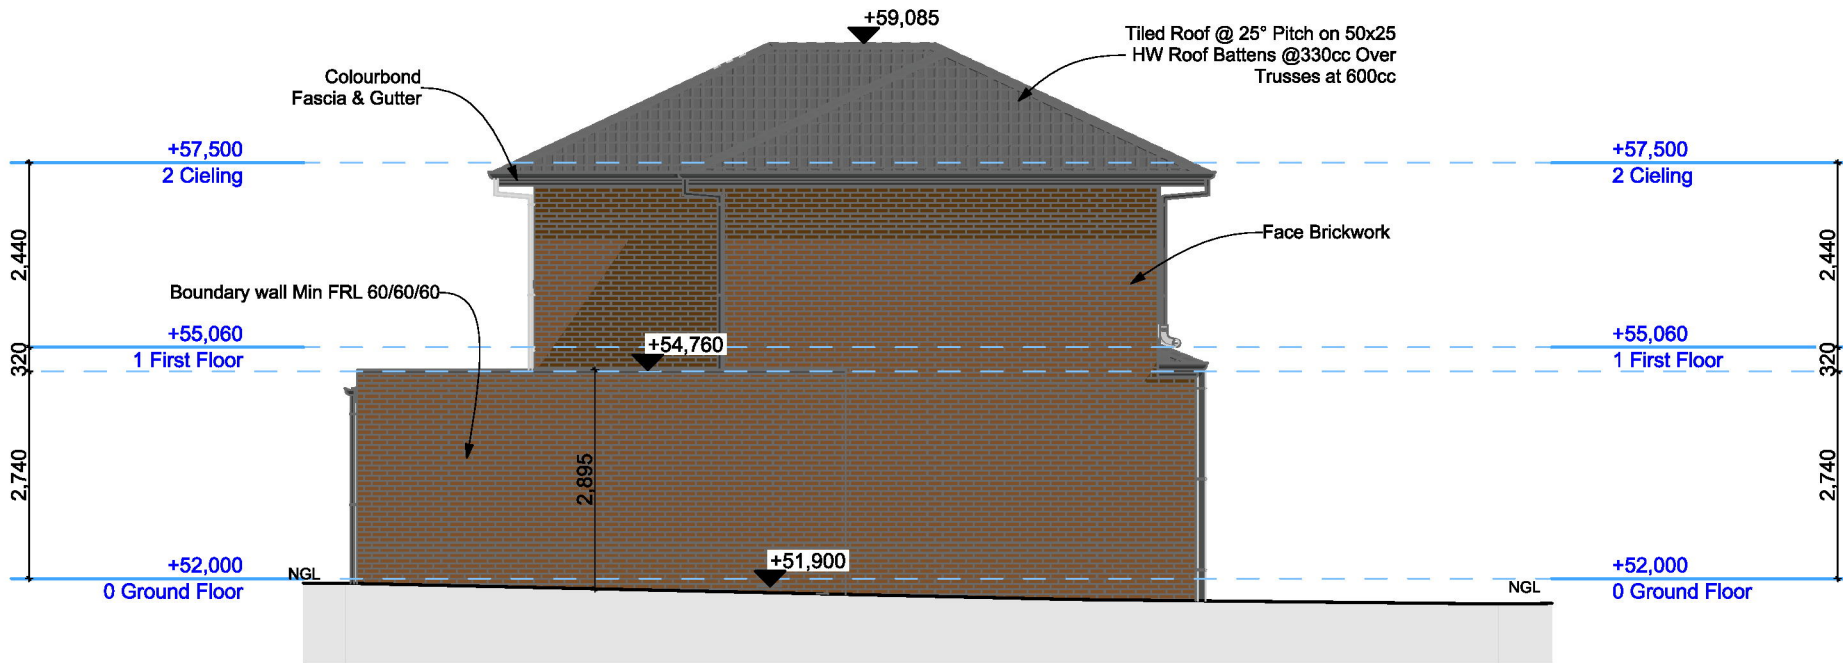 +59,085
Tiled Roof @ 25° Pitch on 50x25
HW Roof Battens @330cc Over
Trusses at 600cc
Colourbond
Fascia & Gutter
+57,500
2 Cieling
+57,500
2 Cieling
Face Brickwork
2,440
2,440
Boundary wall Min FRL 60/60/60
+55,060
1 First Floor
+54,760
+55,060
1 First Floor
320
320
2,740
2,895
2,740
+51,900
+52,000
0 Ground Floor
NGL
NGL
+52,000
0 Ground Floor